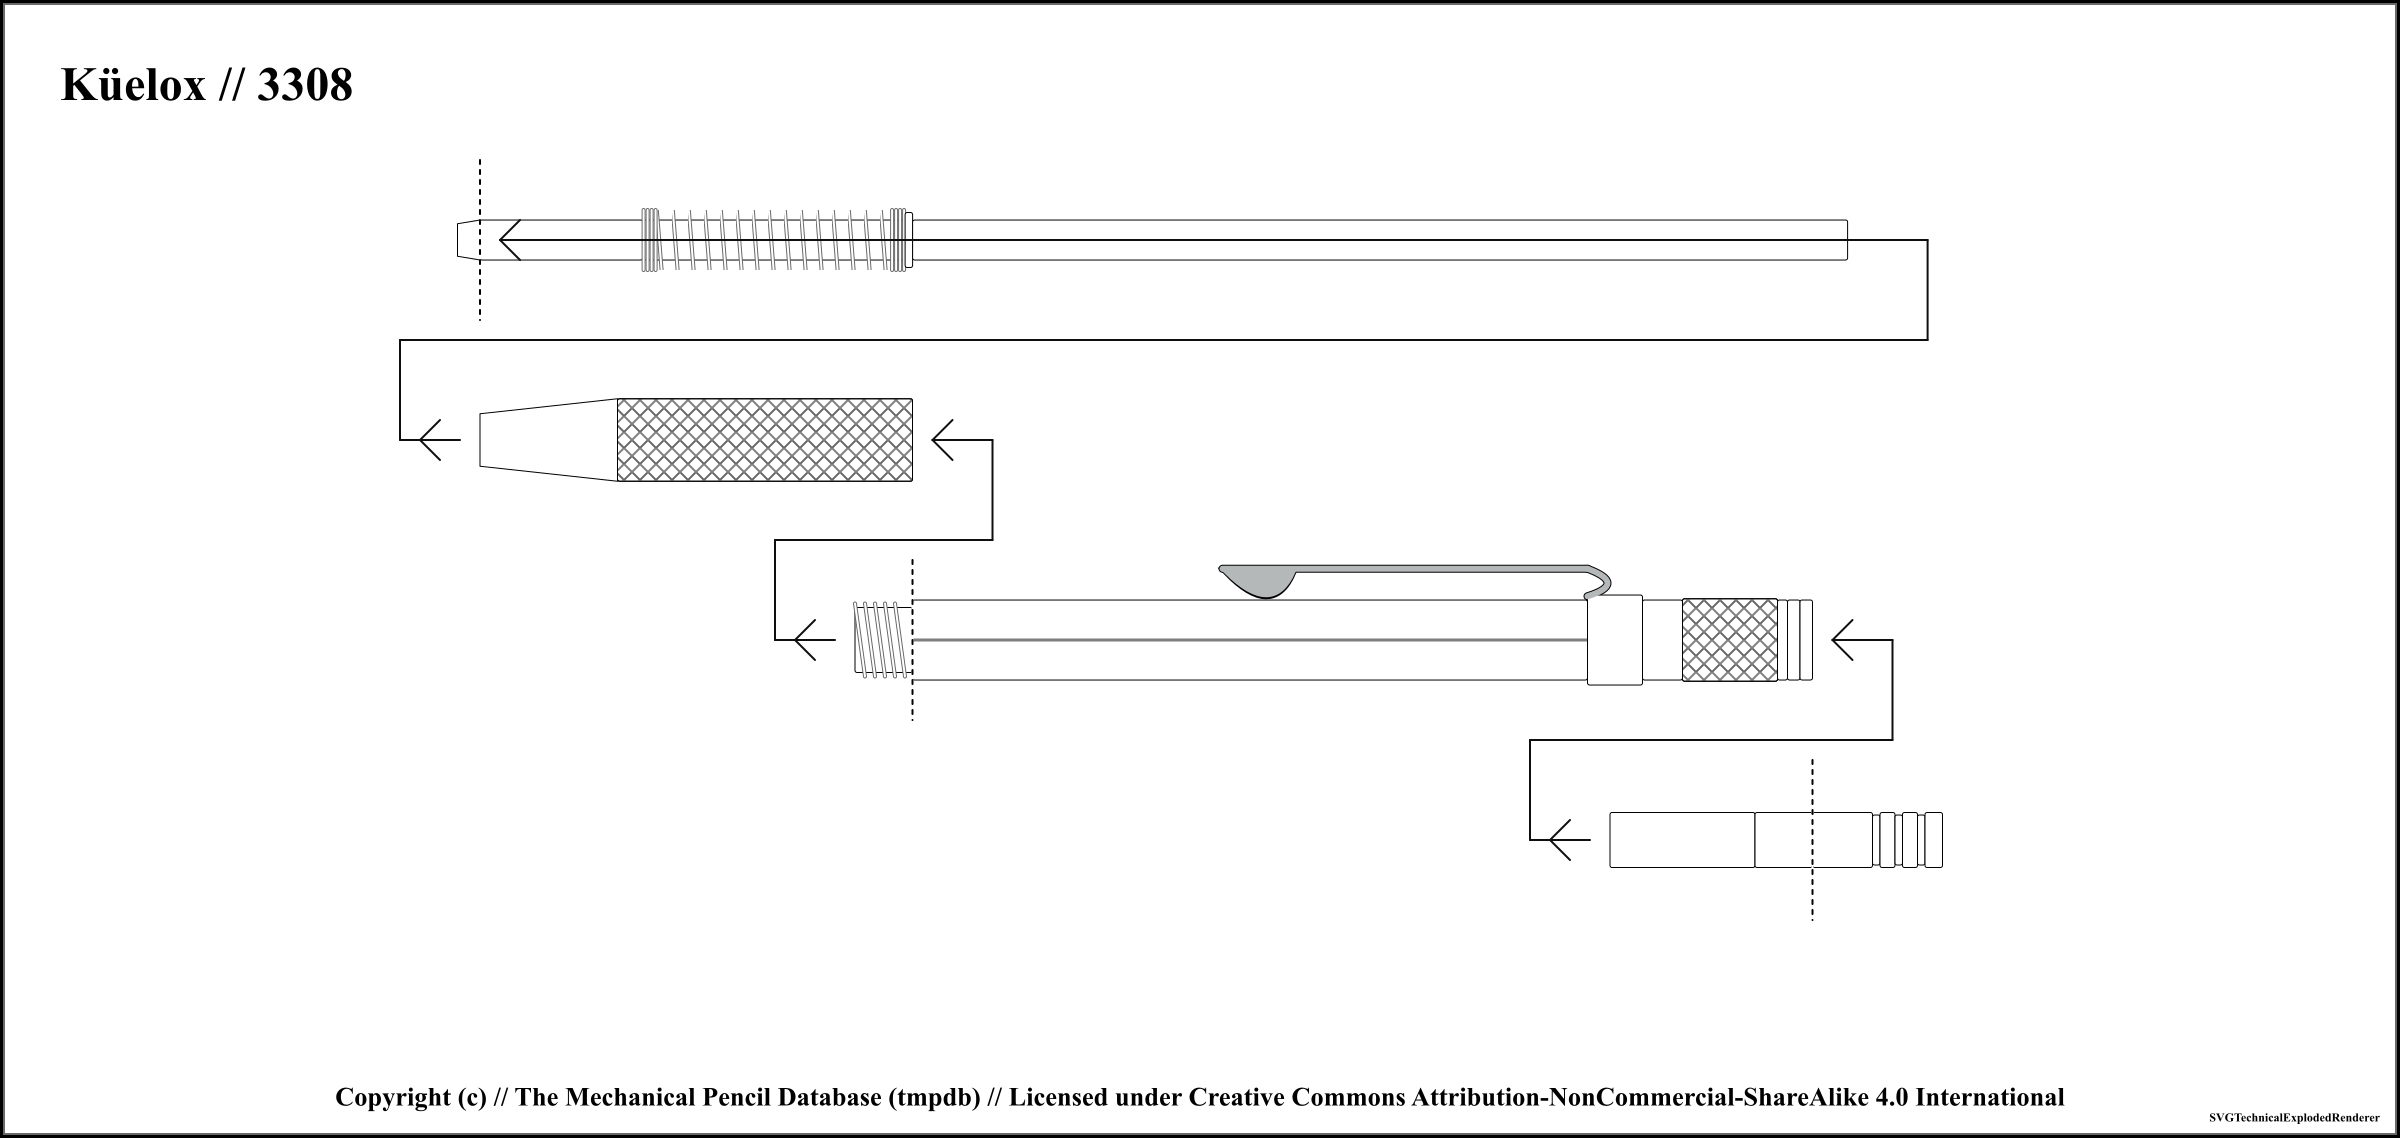 Küelox // 3308
Copyright (c) // The Mechanical Pencil Database (tmpdb) // Licensed under Creative Commons Attribution-NonCommercial-ShareAlike 4.0 International
SVGTechnicalExplodedRenderer